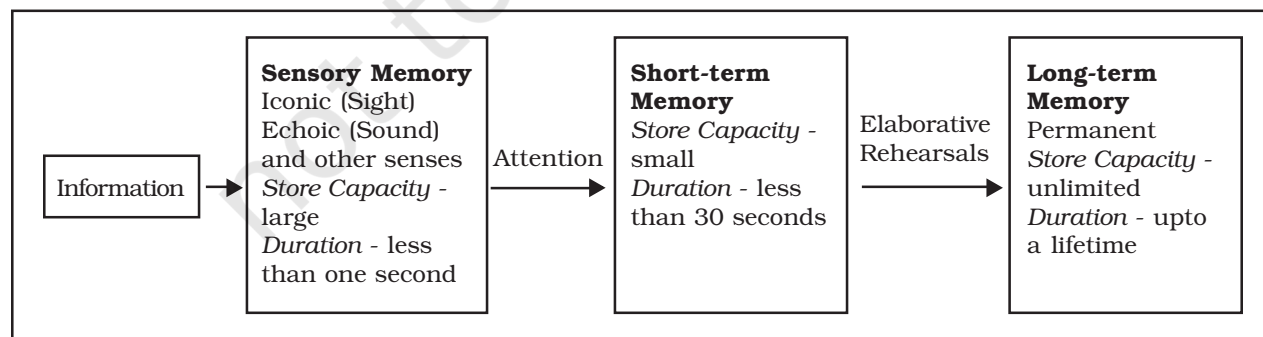 not to
Information
Sensory Memory
Iconic (Sight)
Echoic (Sound)
and other senses
Store Capacity -
large
Duration - less
than one second
Attention
Short-term
Memory
Store Capacity -
small
Duration - less
than 30 seconds
Elaborative
Rehearsals
Long-term
Memory
Permanent
Store Capacity -
unlimited
Duration - upto
a lifetime